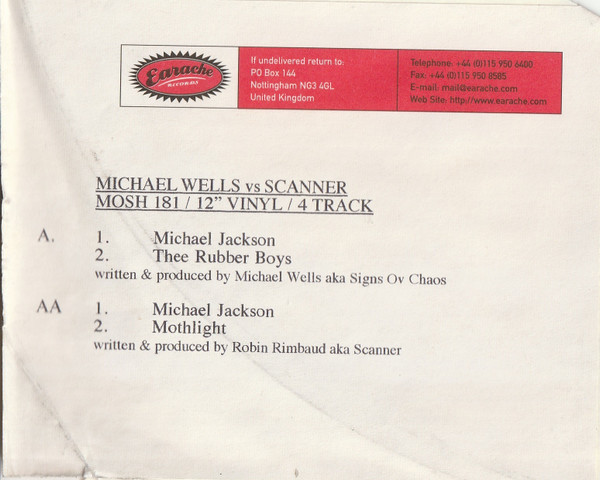 Earache
RECORDS
If undelivered return to:
PO Box 144
Nottingham NG3 4GL
United Kingdom
Telephone: +44 (0)115 950 6400
Fax: +44 (0)115 950 8585
E-mail: mail@earache.com
Web Site: http//www.earache.com
MICHAEL WELLS vs SCANNER
MOSH 181 / 12” VINYL / 4 TRACK
A. 1. Michael Jackson
2. Thee Rubber Boys
written & produced by Michael Wells aka Signs Ov Chaos
AA 1. Michael Jackson
2. Mothlight
written & produced by Robin Rimbaud aka Scanner